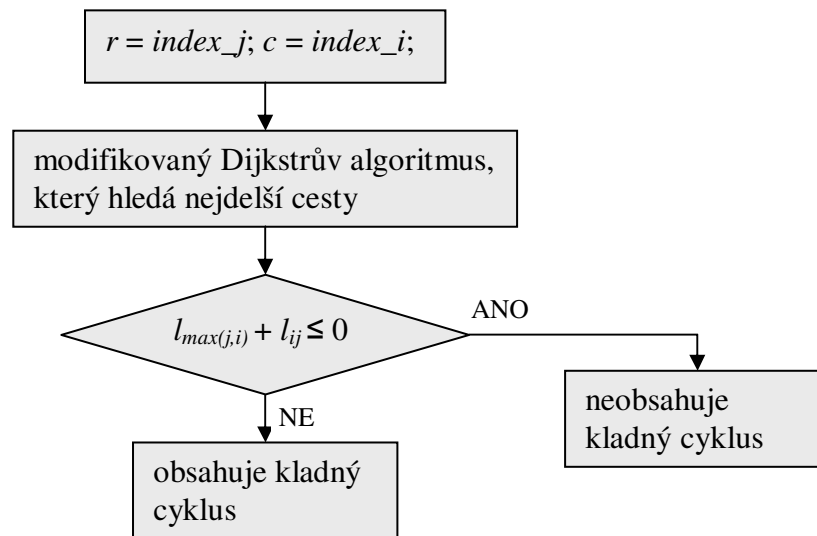 r = index_j; c = index_i;
modifikovaný Dijkstrův algoritmus,
který hledá nejdelší cesty
l_max(j,i) + l_ij ≤ 0
ANO
NE
neobsahuje
kladný cyklus
obsahuje kladný
cyklus